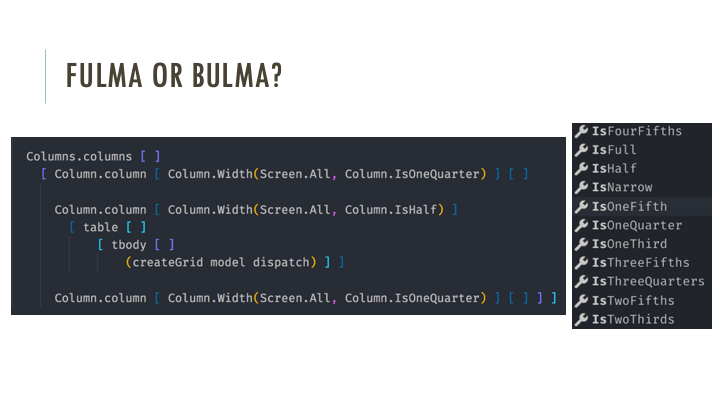 FULMA OR BULMA?
Columns.columns [ ]
[ Column.column [ Column.Width(Screen.All, Column.IsOneQuarter) ] [ ]
Column.column [ Column.Width(Screen.All, Column.IsHalf) ]
[ table [ ]
[ tbody [ ]
(createGrid model dispatch) ] ]
Column.column [ Column.Width(Screen.All, Column.IsOneQuarter) ] [ ] ] ]
IsFourFifths
IsFull
IsHalf
IsNarrow
IsOneFifth
IsOneQuarter
IsOneThird
IsThreeFifths
IsThreeQuarters
IsTwoFifths
IsTwoThirds